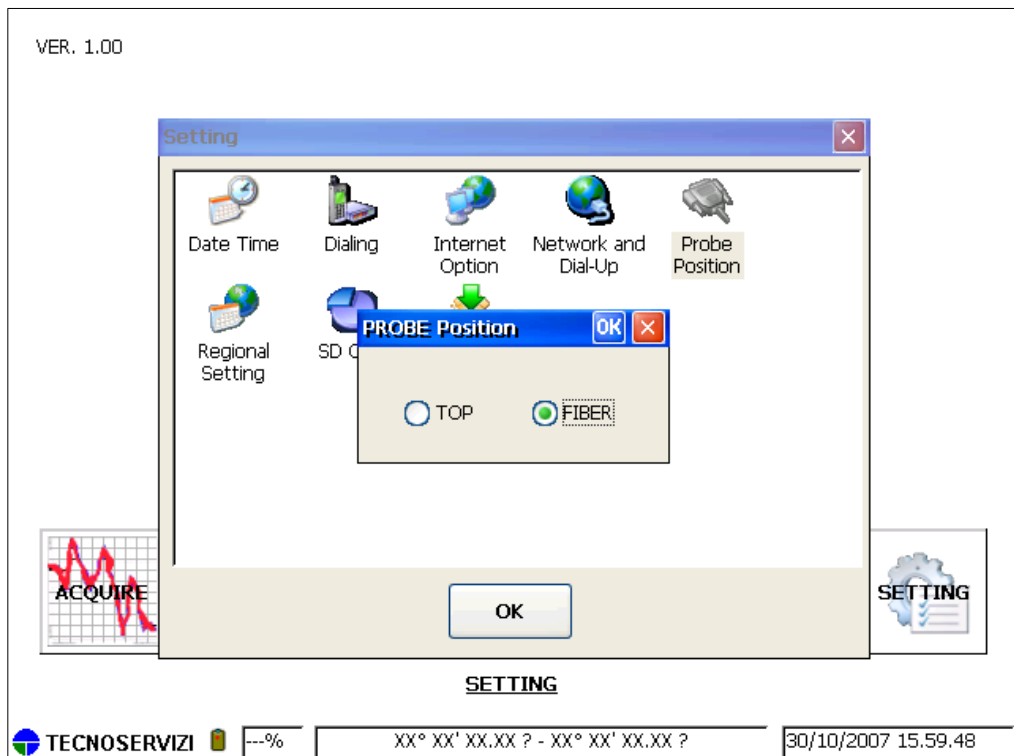 VER. 1.00
Setting
Date Time
Dialing
Internet
Option
Network and
Dial-Up
Probe
Position
Regional
Setting
SD
PROBE Position
OK
TOP
FIBER
ACQUIRE
OK
SETTING
SETTING
TECNOSERVIZI
---%
XX° XX' XX.XX ? - XX° XX' XX.XX ?
30/10/2007 15.59.48